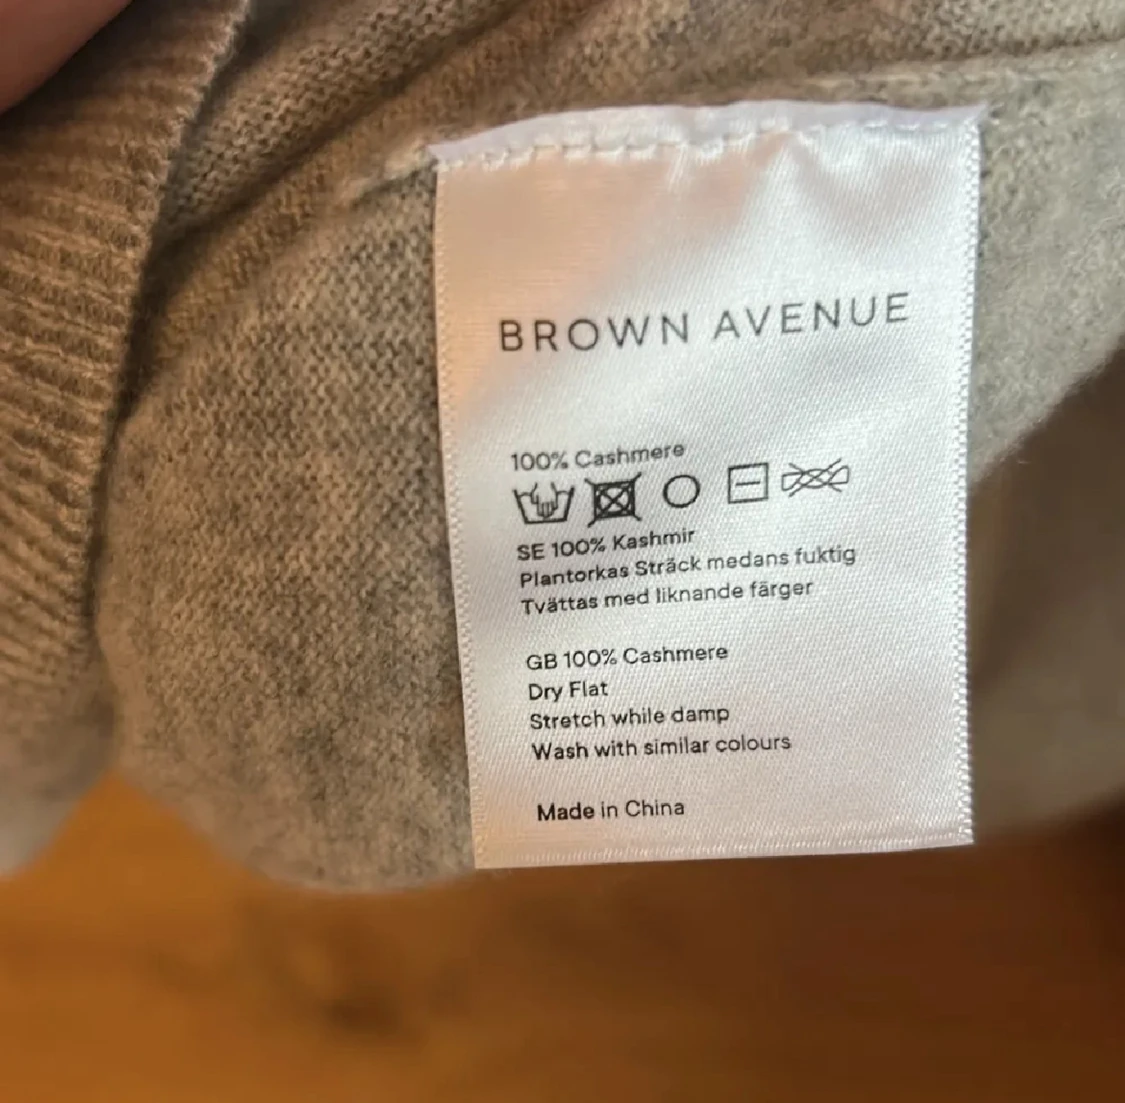 BROWN AVENUE
100% Cashmere
SE 100% Kashmir
Plantorkas Sträck medans fuktig
Tvättas med liknande färger
GB 100% Cashmere
Dry Flat
Stretch while damp
Wash with similar colours
Made in China